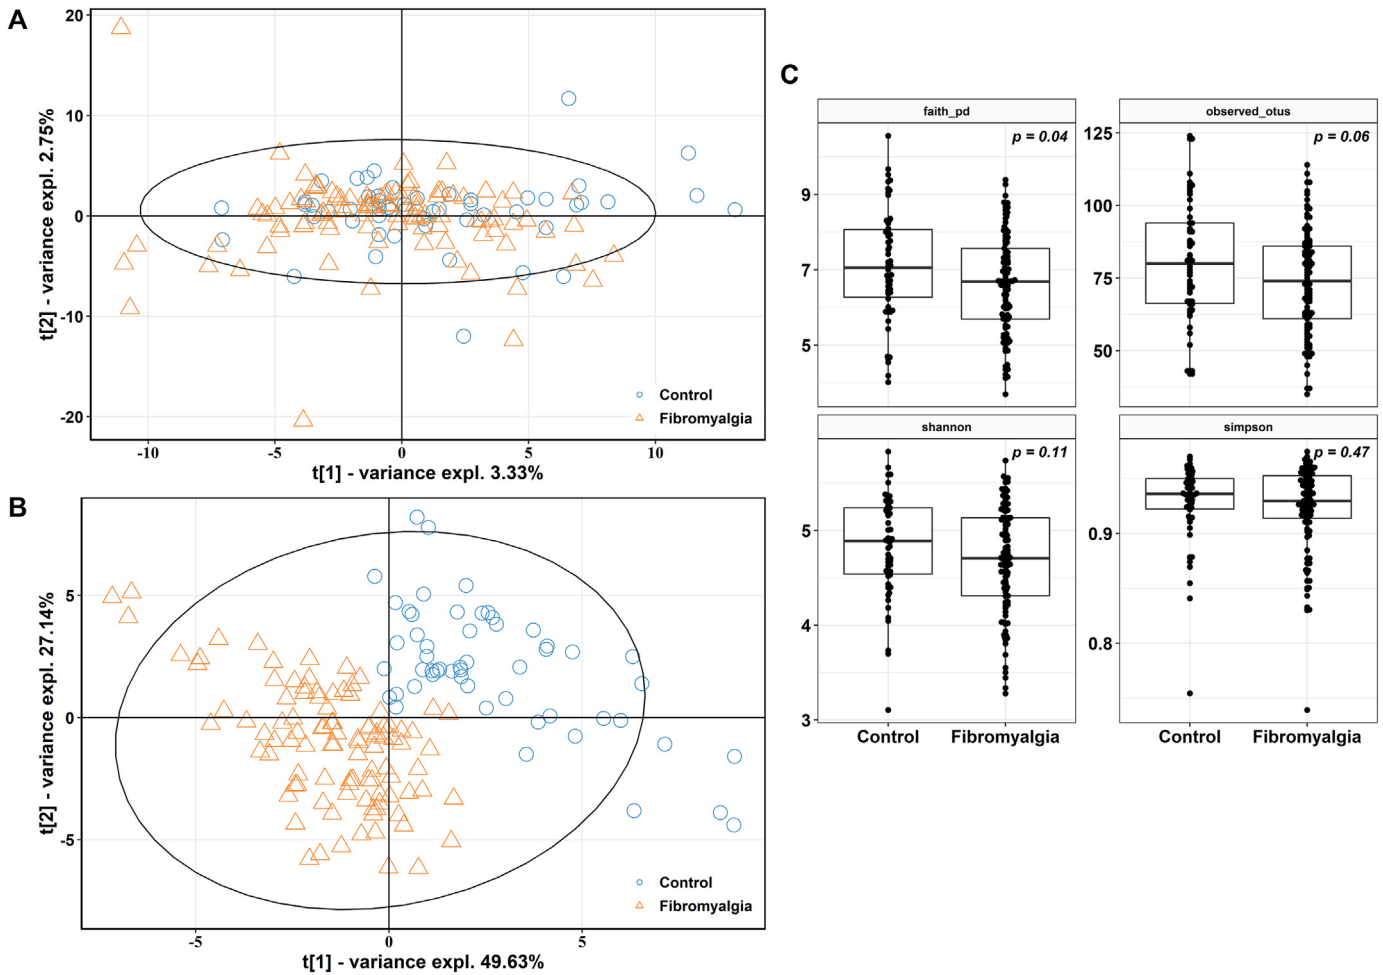 A
20
10
0
-10
-20
t[2] - variance expl. 2.75%
Control
Fibromyalgia
-10
-5
0
5
10
t[1] - variance expl. 3.33%
B
5
0
-5
t[2] - variance expl. 27.14%
Control
Fibromyalgia
-5
0
5
t[1] - variance expl. 49.63%
C
faith_pd
p = 0.04
9
7
5
observed_otus
p = 0.06
125
100
75
50
shannon
p = 0.11
5
4
3
Control
Fibromyalgia
simpson
p = 0.47
0.9
0.8
Control
Fibromyalgia